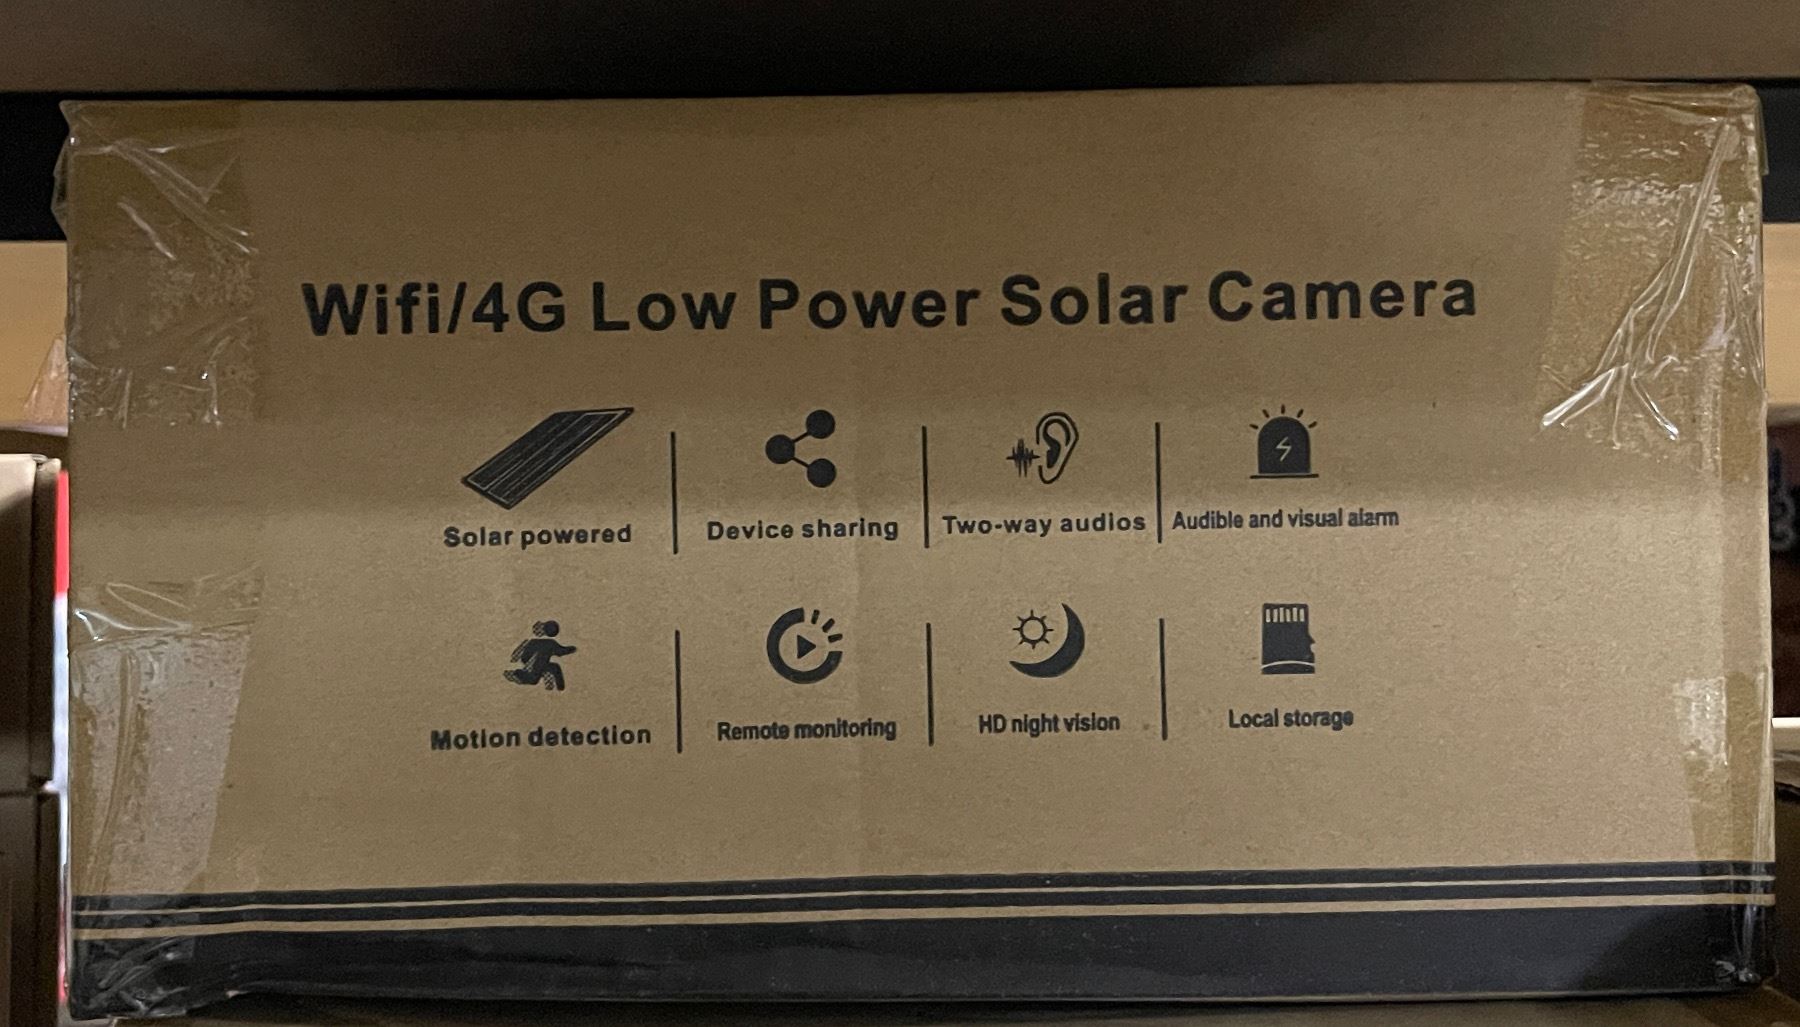 Wifi/4G Low Power Solar Camera
Solar powered
Device sharing
Two-way audios
Audible and visual alarm
Motion detection
Remote monitoring
HD night vision
Local storage